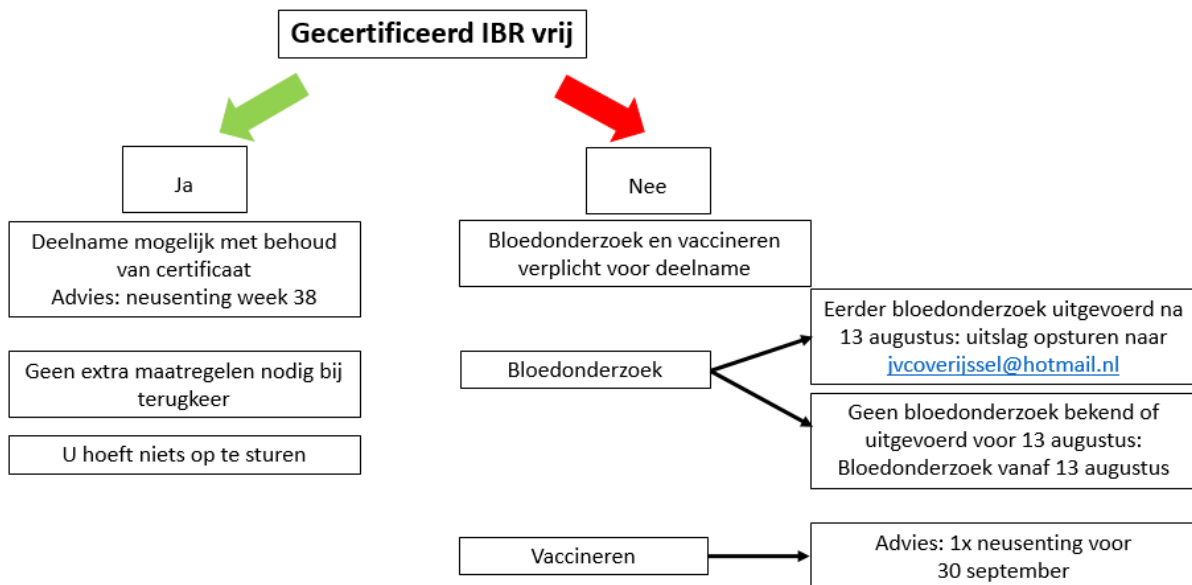 Gecertificeerd IBR vrij
Ja
Deelname mogelijk met behoud
van certificaat
Advies: neusenting week 38
Geen extra maatregelen nodig bij
terugkeer
U hoeft niets op te sturen
Nee
Bloedonderzoek en vaccineren
verplicht voor deelname
Bloedonderzoek
Eerder bloedonderzoek uitgevoerd na
13 augustus: uitslag opsturen naar
jvcoverijssel@hotmail.nl
Geen bloedonderzoek bekend of
uitgevoerd voor 13 augustus:
Bloedonderzoek vanaf 13 augustus
Vaccineren
Advies: 1x neusenting voor
30 september